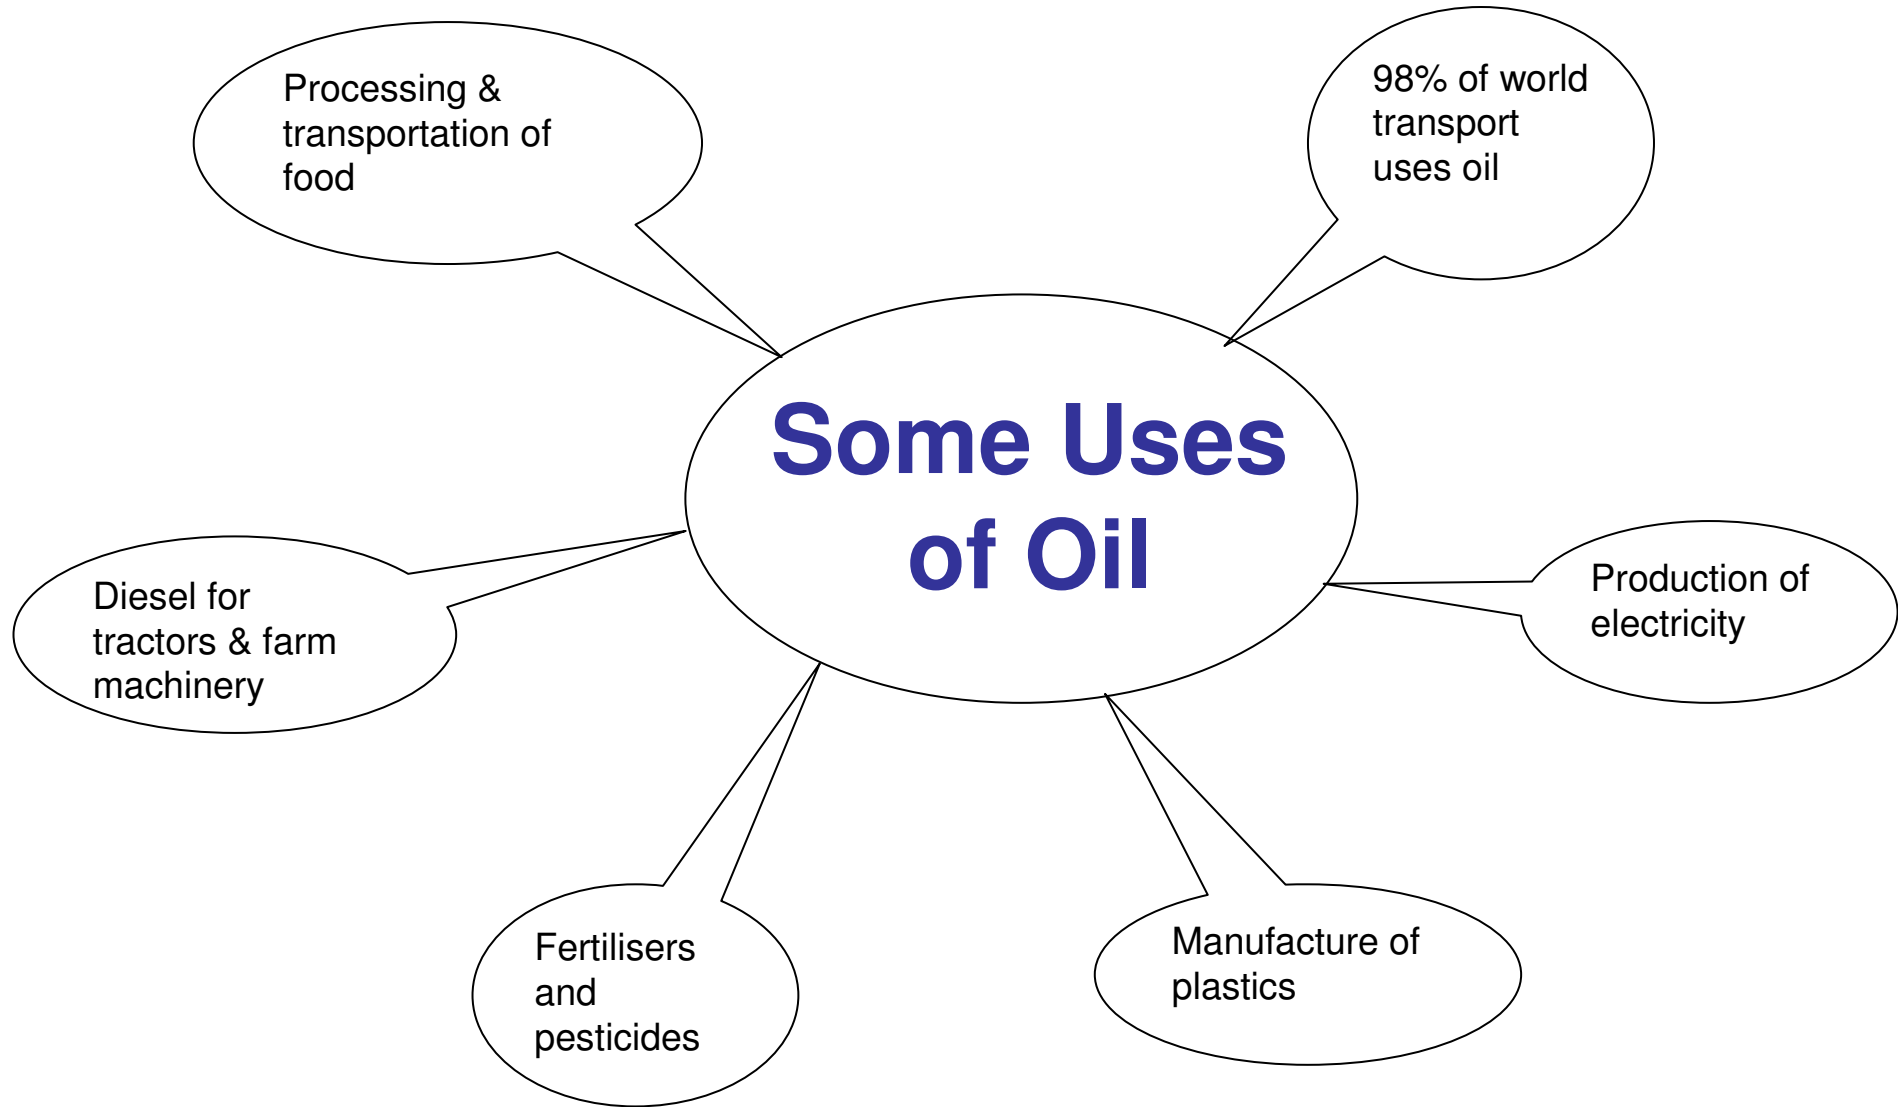 Processing &
transportation of
food
98% of world
transport
uses oil
Some Uses
of Oil
Diesel for
tractors & farm
machinery
Production of
electricity
Fertilisers
and
pesticides
Manufacture of
plastics